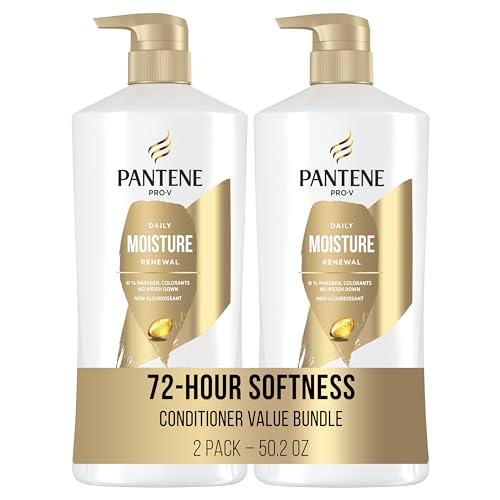 PANTENE
PRO-V
DAILY
MOISTURE
RENEWAL
0% PARABEN, COLORANTS
NO WEIGH DOWN
NON ALOURDISSANT
PANTENE
PRO-V
DAILY
MOISTURE
RENEWAL
0% PARABEN, COLORANTS
NO WEIGH DOWN
NON ALOURDISSANT
72-HOUR SOFTNESS
CONDITIONER VALUE BUNDLE
2 PACK – 50.2 OZ